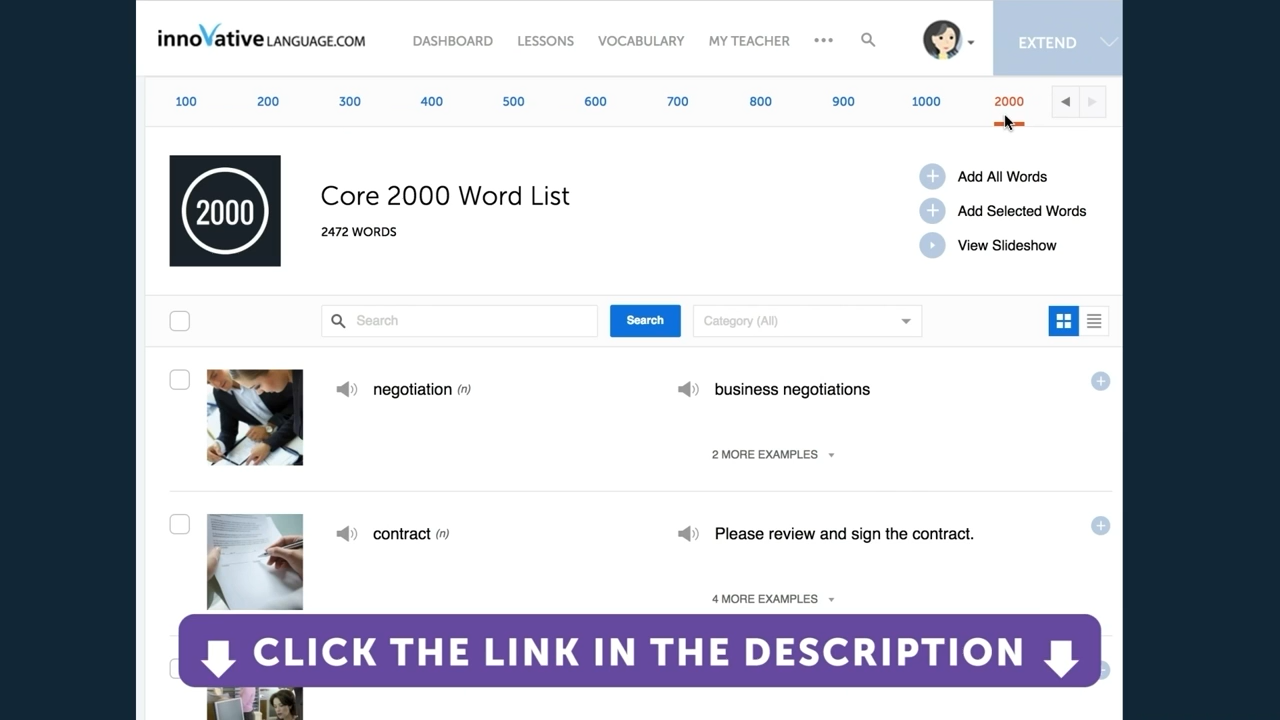 innoVative LANGUAGE.COM DASHBOARD LESSONS VOCABULARY MY TEACHER ••• EXTEND
100 200 300 400 500 600 700 800 900 1000 2000
2000
Core 2000 Word List
2472 WORDS
Add All Words
Add Selected Words
View Slideshow
Search Search Category (All)
negotiation (n) business negotiations
2 MORE EXAMPLES
contract (n) Please review and sign the contract.
4 MORE EXAMPLES
CLICK THE LINK IN THE DESCRIPTION